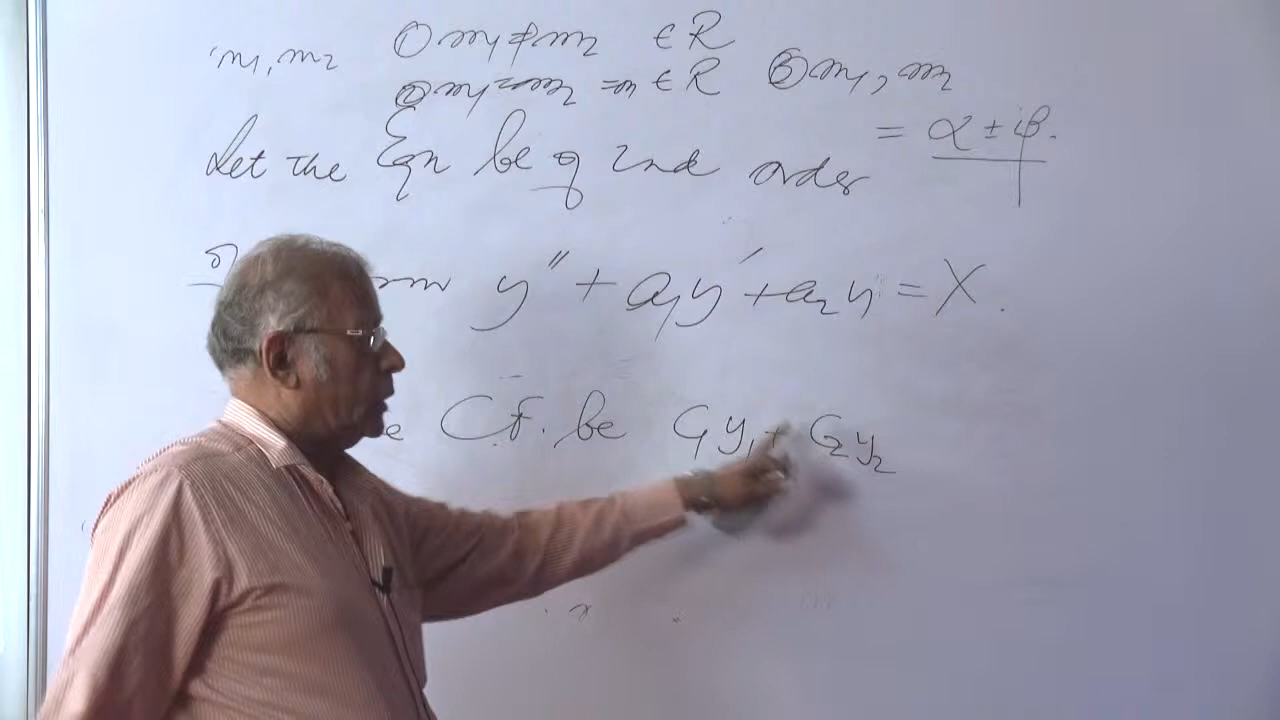 m₁, m₂ ① m₁ ≠ m₂ ∈ R
② m₁ = m₂ = m ∈ R ③ m₁, m₂
= α ± iβ.
Let the Eqn be of 2nd order
y" + a₁y' + a₂y = X.
C.F. be C₁y₁ + C₂y₂